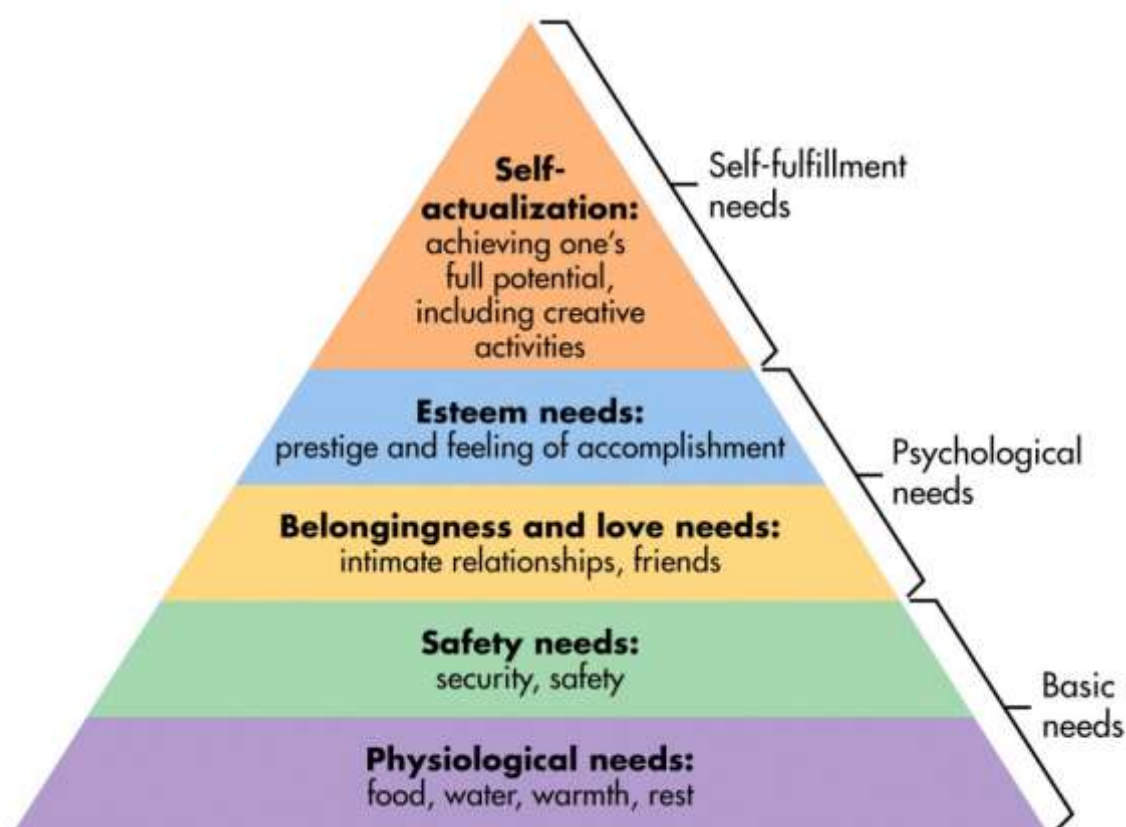 Self-
actualization:
achieving one's
full potential,
including creative
activities
Self-fulfillment
needs
Esteem needs:
prestige and feeling of accomplishment
Belongingness and love needs:
intimate relationships, friends
Psychological
needs
Safety needs:
security, safety
Physiological needs:
food, water, warmth, rest
Basic
needs